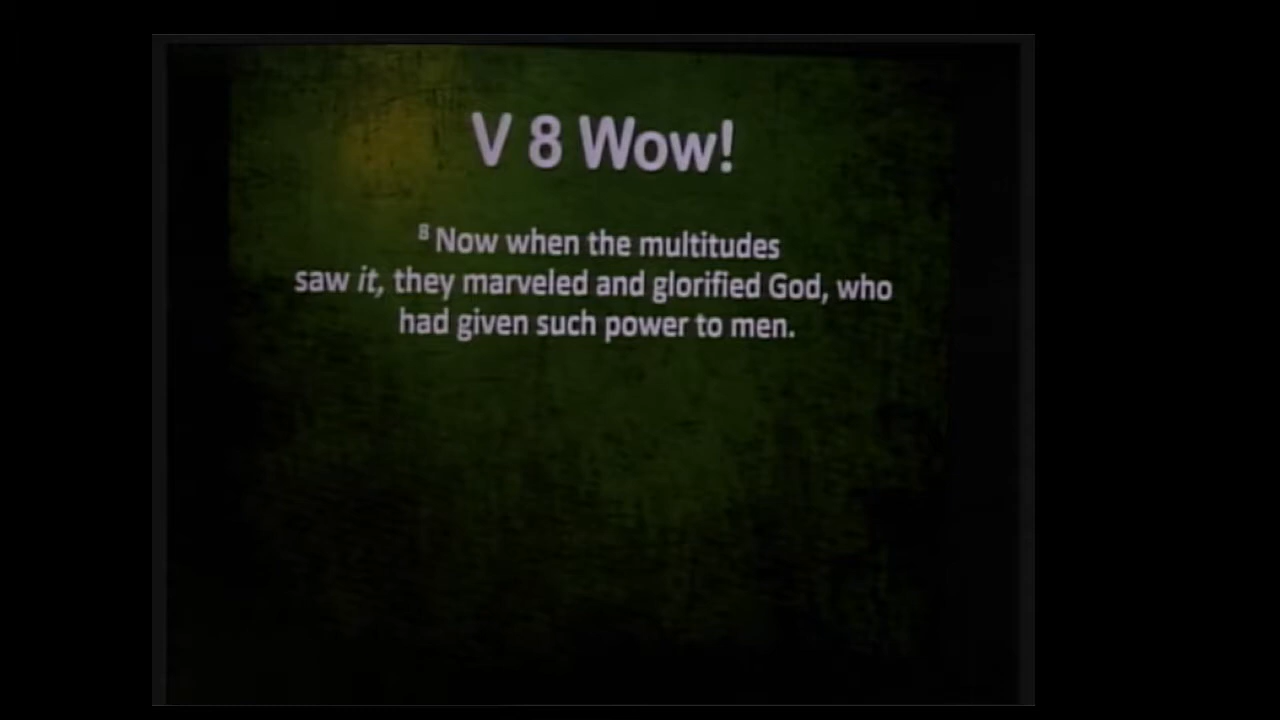 V 8 Wow!
8 Now when the multitudes
saw it, they marveled and glorified God, who
had given such power to men.